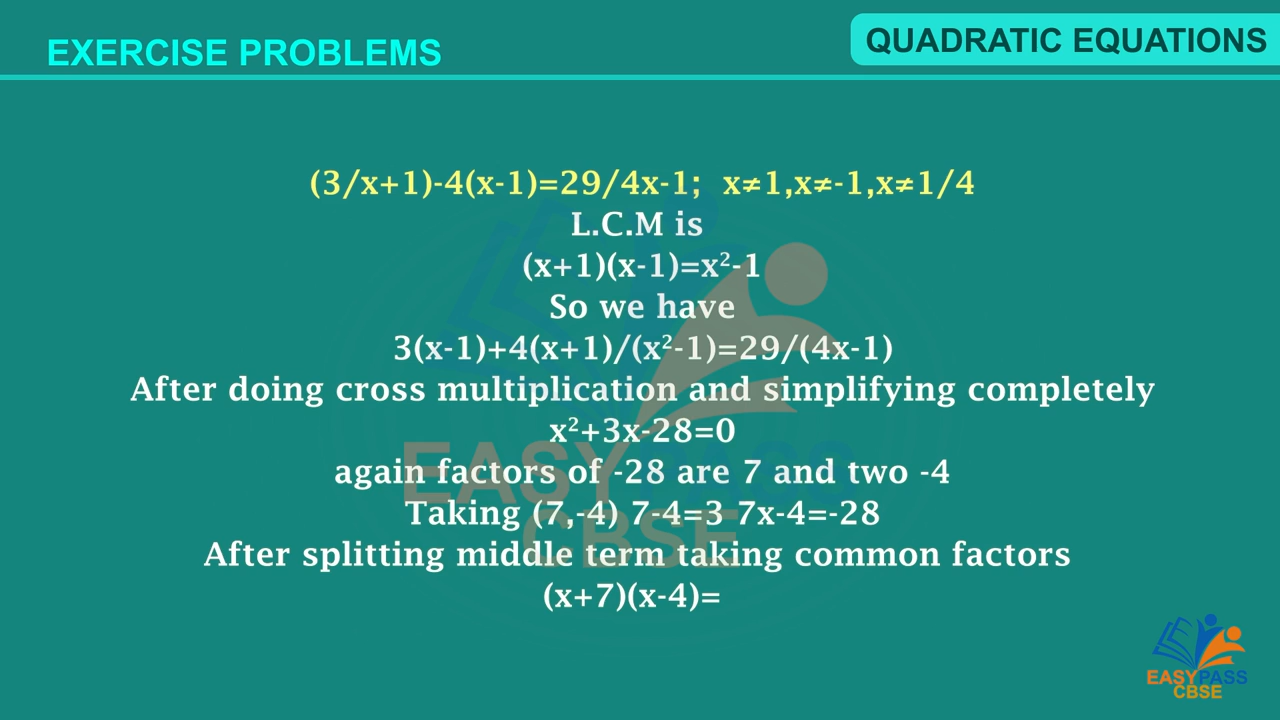 EXERCISE PROBLEMS
QUADRATIC EQUATIONS
(3/x+1)-4(x-1)=29/4x-1; x≠1,x≠-1,x≠1/4
L.C.M is
(x+1)(x-1)=x²-1
So we have
3(x-1)+4(x+1)/(x²-1)=29/(4x-1)
After doing cross multiplication and simplifying completely
x²+3x-28=0
again factors of -28 are 7 and two -4
Taking (7,-4) 7-4=3 7x-4=-28
After splitting middle term taking common factors
(x+7)(x-4)=
EASY PASS
CBSE
EASYPASS
CBSE